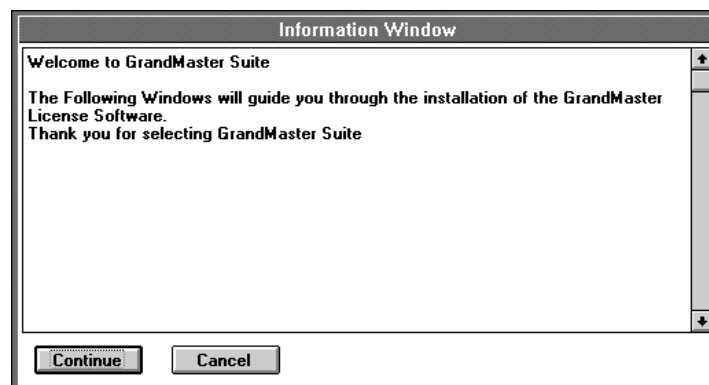 Information Window
Welcome to GrandMaster Suite
The Following Windows will guide you through the installation of the GrandMaster
License Software.
Thank you for selecting GrandMaster Suite
Continue
Cancel